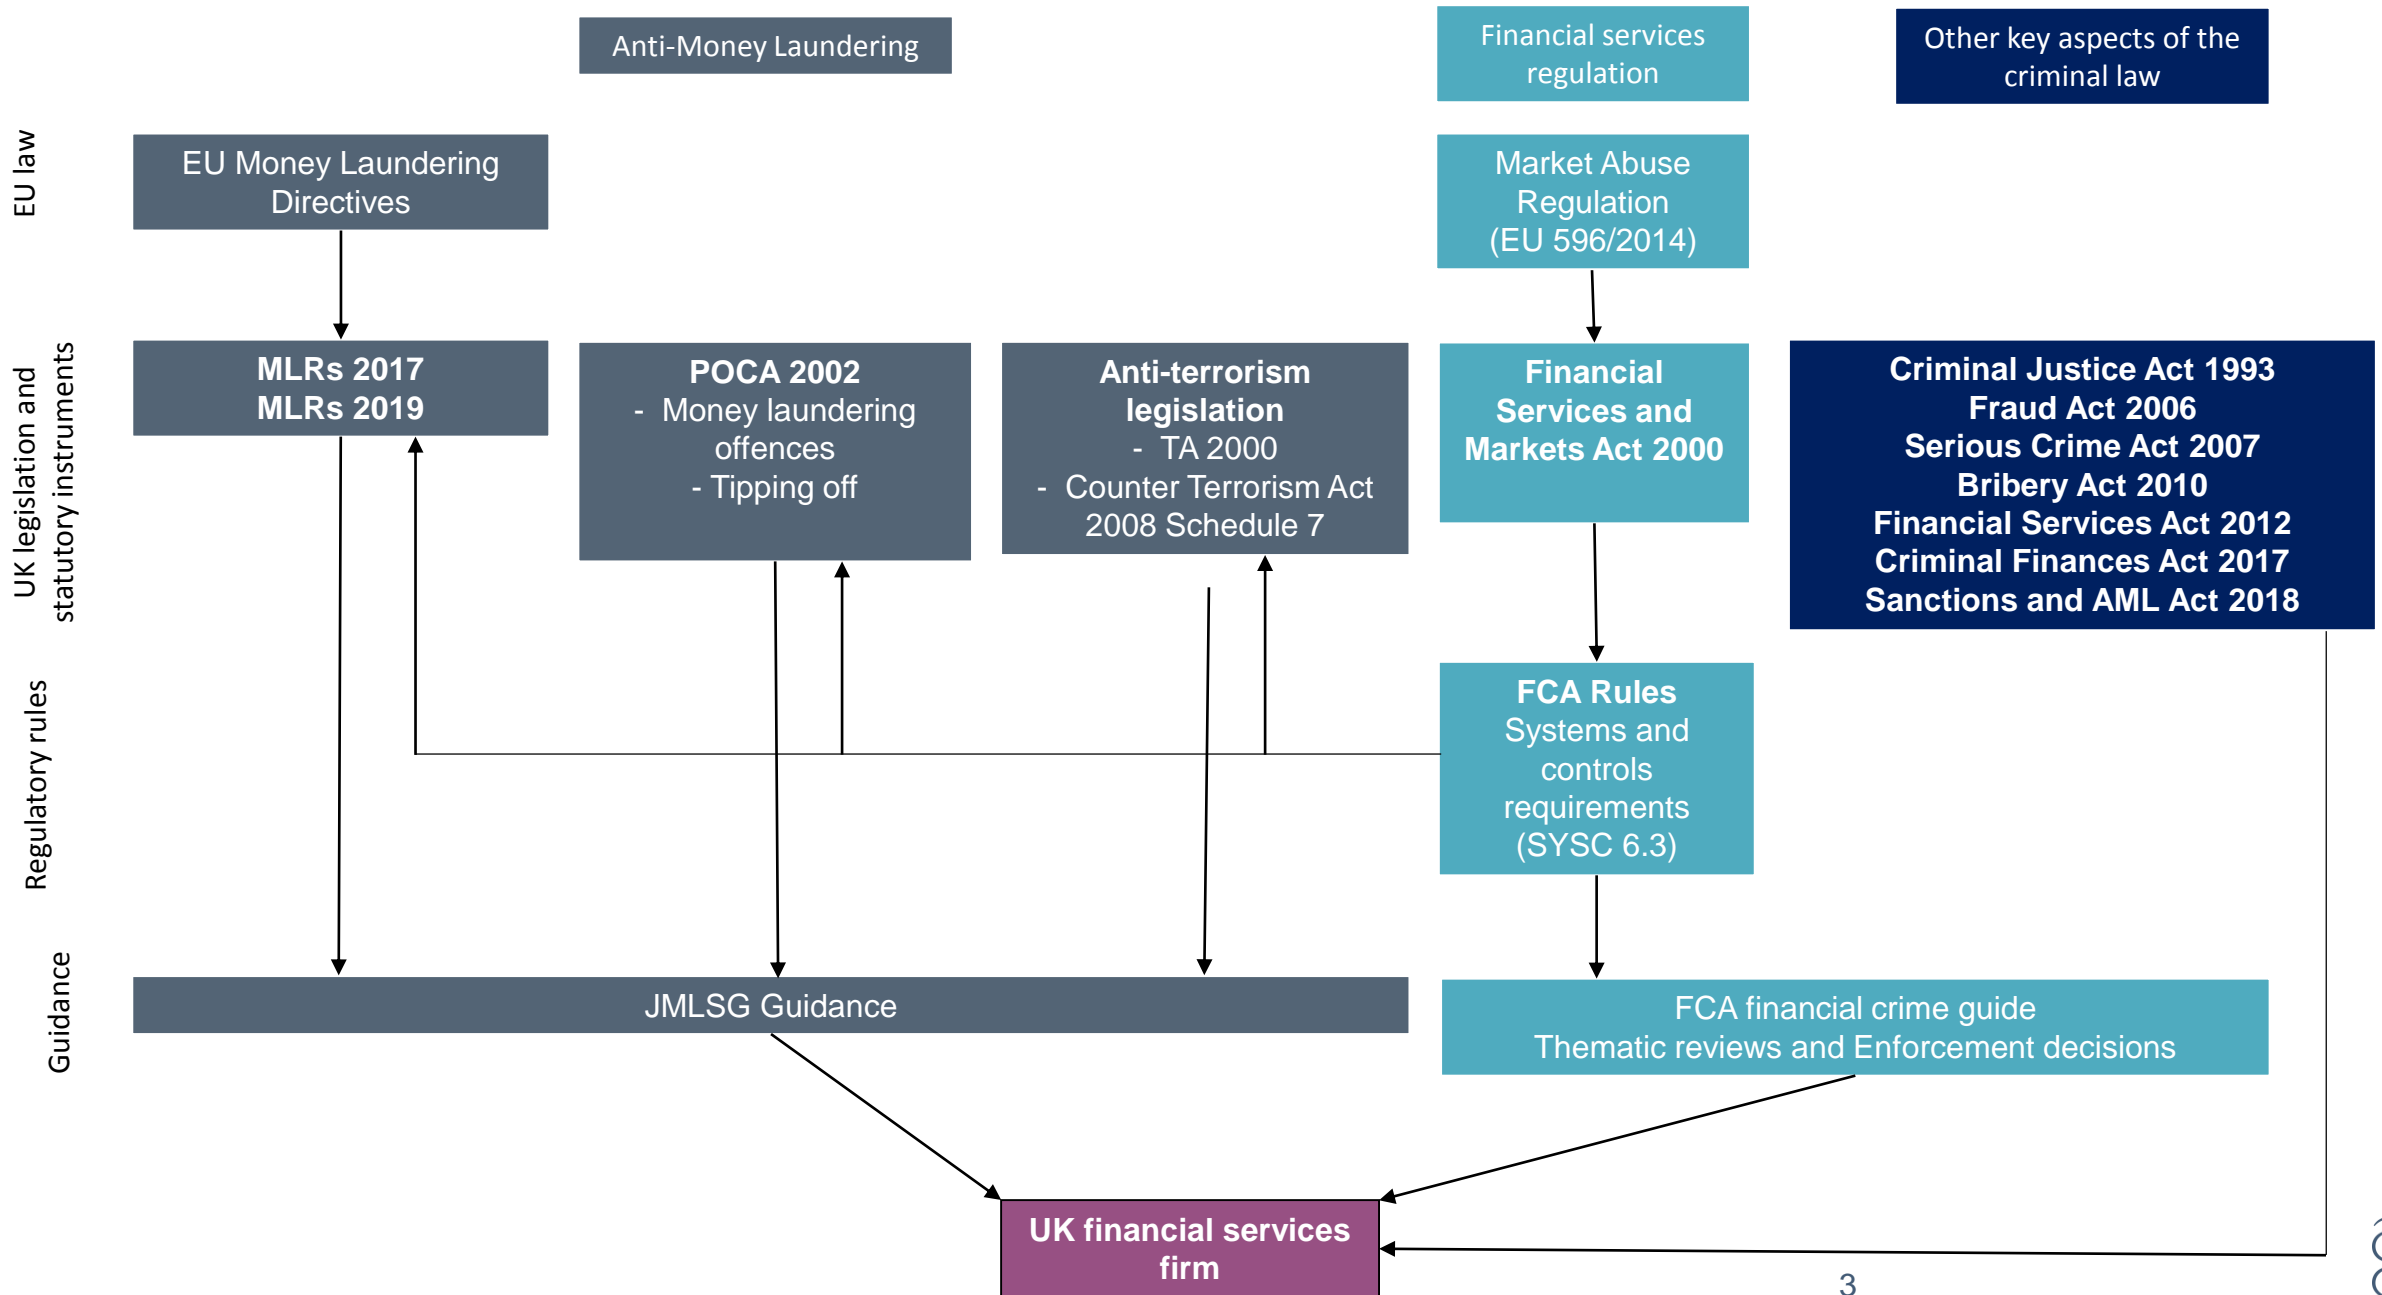 Anti-Money Laundering
Financial services
regulation
Other key aspects of the
criminal law
EU law
EU Money Laundering
Directives
Market Abuse
Regulation
(EU 596/2014)
UK legislation and
statutory instruments
MLRs 2017
MLRs 2019
POCA 2002
- Money laundering
offences
- Tipping off
Anti-terrorism
legislation
- TA 2000
- Counter Terrorism Act
2008 Schedule 7
Financial
Services and
Markets Act 2000
Criminal Justice Act 1993
Fraud Act 2006
Serious Crime Act 2007
Bribery Act 2010
Financial Services Act 2012
Criminal Finances Act 2017
Sanctions and AML Act 2018
Regulatory rules
FCA Rules
Systems and
controls
requirements
(SYSC 6.3)
Guidance
JMLSG Guidance
FCA financial crime guide
Thematic reviews and Enforcement decisions
UK financial services
firm
3